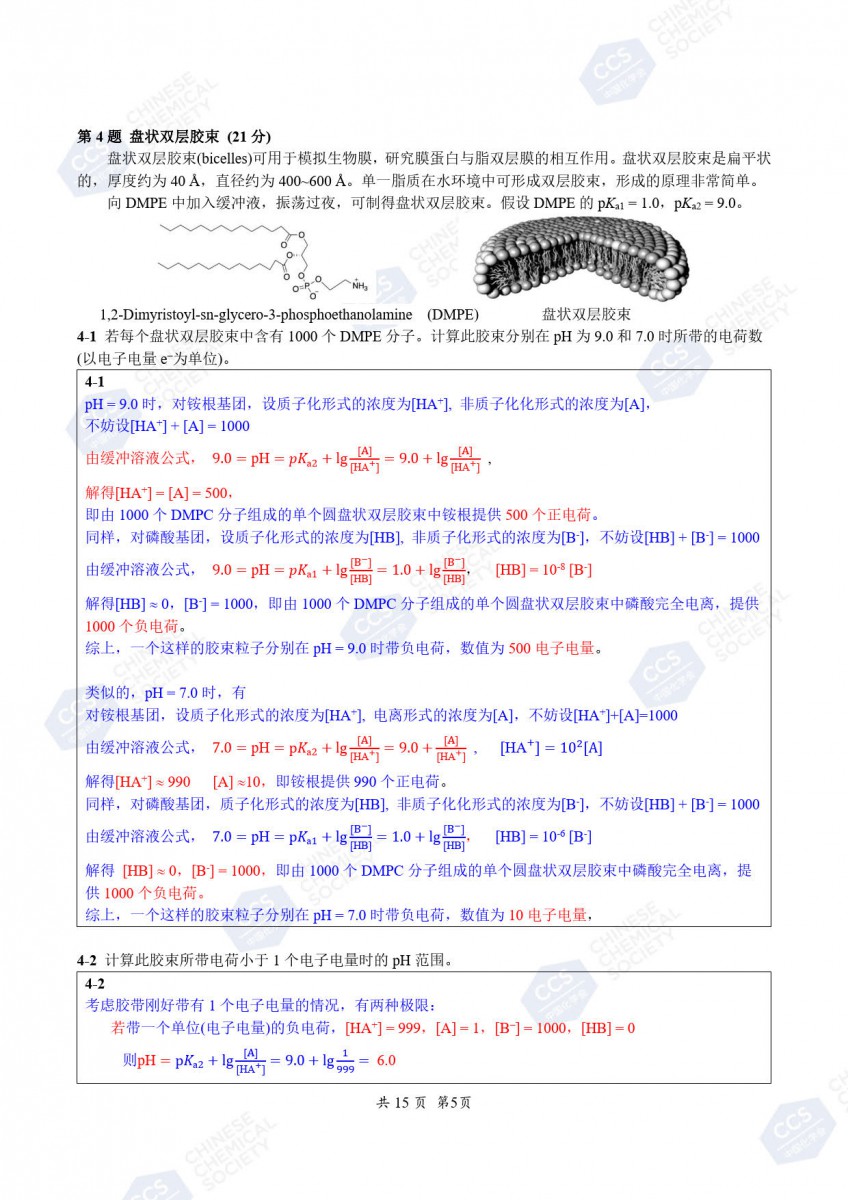 第 4 题 盘状双层胶束 (21 分)
盘状双层胶束(bicelles)可用于模拟生物膜，研究膜蛋白与脂双层膜的相互作用。盘状双层胶束是扁平状
的，厚度约为 40 Å，直径约为 400~600 Å。单一脂质在水环境中可形成双层胶束，形成的原理非常简单。
向 DMPE 中加入缓冲液，振荡过夜，可制得盘状双层胶束。假设 DMPE 的 pKa1 = 1.0，pKa2 = 9.0。
1,2-Dimyristoyl-sn-glycero-3-phosphoethanolamine (DMPE) 盘状双层胶束
4-1 若每个盘状双层胶束中含有 1000 个 DMPE 分子。计算此胶束分别在 pH 为 9.0 和 7.0 时所带的电荷数
(以电子电量 e⁻为单位)。
4-1
pH = 9.0 时，对铵根基团，设质子化形式的浓度为[HA⁺], 非质子化化形式的浓度为[A]，
不妨设[HA⁺] + [A] = 1000
由缓冲溶液公式， 9.0 = pH = pKa2 + lg [A]/[HA⁺] = 9.0 + lg [A]/[HA⁺] ，
解得[HA⁺] = [A] = 500，
即由 1000 个 DMPC 分子组成的单个圆盘状双层胶束中铵根提供 500 个正电荷。
同样，对磷酸基团，设质子化形式的浓度为[HB], 非质子化形式的浓度为[B⁻]，不妨设[HB] + [B⁻] = 1000
由缓冲溶液公式， 9.0 = pH = pKa1 + lg [B⁻]/[HB] = 1.0 + lg [B⁻]/[HB]， [HB] = 10⁻⁸ [B⁻]
解得[HB] ≈ 0，[B⁻] = 1000，即由 1000 个 DMPC 分子组成的单个圆盘状双层胶束中磷酸完全电离，提供
1000 个负电荷。
综上，一个这样的胶束粒子分别在 pH = 9.0 时带负电荷，数值为 500 电子电量。
类似的，pH = 7.0 时，有
对铵根基团，设质子化形式的浓度为[HA⁺], 电离形式的浓度为[A]，不妨设[HA⁺]+[A]=1000
由缓冲溶液公式， 7.0 = pH = pKa2 + lg [A]/[HA⁺] = 9.0 + [A]/[HA⁺] ， [HA⁺] = 10²[A]
解得[HA⁺] ≈ 990 [A] ≈10，即铵根提供 990 个正电荷。
同样，对磷酸基团，质子化形式的浓度为[HB], 非质子化化形式的浓度为[B⁻]，不妨设[HB] + [B⁻] = 1000
由缓冲溶液公式， 7.0 = pH = pKa1 + lg [B⁻]/[HB] = 1.0 + lg [B⁻]/[HB]， [HB] = 10⁻⁶ [B⁻]
解得 [HB] ≈ 0，[B⁻] = 1000，即由 1000 个 DMPC 分子组成的单个圆盘状双层胶束中磷酸完全电离，提
供 1000 个负电荷。
综上，一个这样的胶束粒子分别在 pH = 7.0 时带负电荷，数值为 10 电子电量，
4-2 计算此胶束所带电荷小于 1 个电子电量时的 pH 范围。
4-2
考虑胶带刚好带有 1 个电子电量的情况，有两种极限：
若带一个单位(电子电量)的负电荷，[HA⁺] = 999，[A] = 1，[B⁻] = 1000，[HB] = 0
则pH = pKa2 + lg [A]/[HA⁺] = 9.0 + lg 1/999 = 6.0
共 15 页 第5页